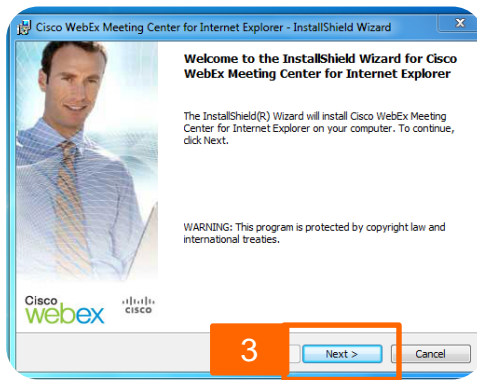 Cisco WebEx Meeting Center for Internet Explorer - InstallShield Wizard
X
Welcome to the InstallShield Wizard for Cisco
WebEx Meeting Center for Internet Explorer
The InstallShield(R) Wizard will install Cisco WebEx Meeting
Center for Internet Explorer on your computer. To continue,
click Next.
WARNING: This program is protected by copyright law and
international treaties.
Cisco
webex
cisco
3
Next >
Cancel